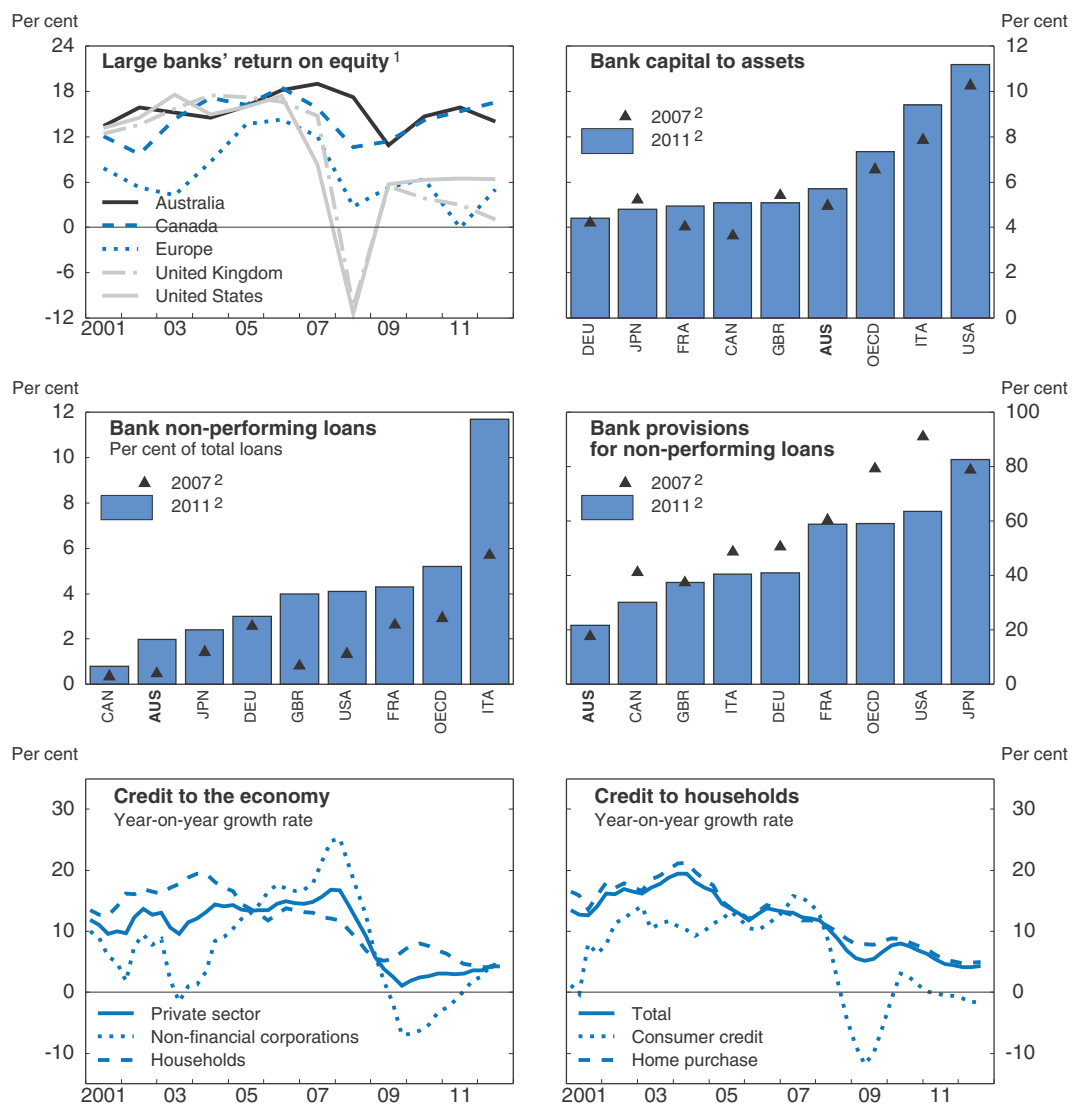 Per cent
24
18
12
6
0
-6
-12
Large banks' return on equity 1
Australia
Canada
Europe
United Kingdom
United States
2001 03 05 07 09 11
Per cent
12
10
8
6
4
2
0
Bank capital to assets
2007 2
2011 2
DEU JPN FRA CAN GBR AUS OECD ITA USA
Per cent
12
10
8
6
4
2
0
Bank non-performing loans
Per cent of total loans
2007 2
2011 2
CAN AUS JPN DEU GBR USA FRA OECD ITA
Per cent
100
80
60
40
20
0
Bank provisions
for non-performing loans
2007 2
2011 2
AUS CAN GBR ITA DEU FRA OECD USA JPN
Per cent
30
20
10
0
-10
Credit to the economy
Year-on-year growth rate
Private sector
Non-financial corporations
Households
2001 03 05 07 09 11
Per cent
30
20
10
0
-10
Credit to households
Year-on-year growth rate
Total
Consumer credit
Home purchase
2001 03 05 07 09 11